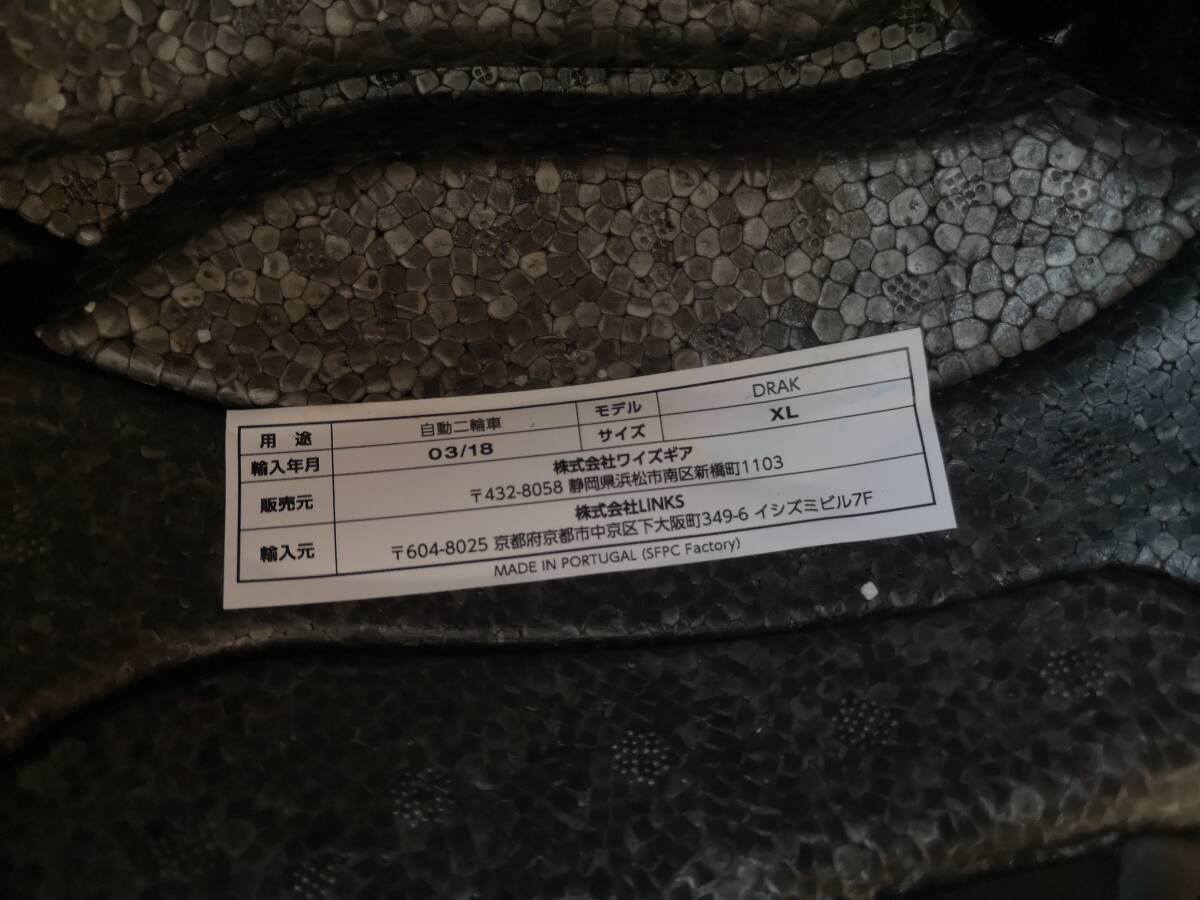 用 途 自動二輪車 モデル DRAK
輸入年月 03/18 サイズ XL
販売元 株式会社ワイズギア
〒432-8058 静岡県浜松市南区新橋町1103
輸入元 株式会社LINKS
〒604-8025 京都府京都市中京区下大阪町349-6 イシズミビル7F
MADE IN PORTUGAL (SFPC Factory)